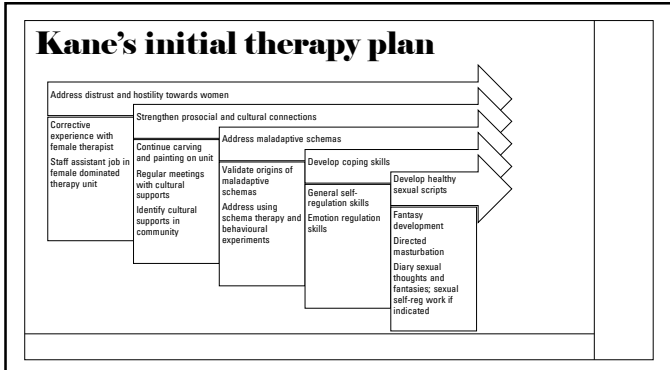 Kane's initial therapy plan
Address distrust and hostility towards women
Corrective
experience with
female therapist
Staff assistant job in
female dominated
therapy unit
Strengthen prosocial and cultural connections
Continue carving
and painting on unit
Regular meetings
with cultural
supports
Identify cultural
supports in
community
Address maladaptive schemas
Validate origins of
maladaptive
schemas
Address using
schema therapy and
behavioural
experiments
Develop coping skills
General self-
regulation skills
Emotion regulation
skills
Develop healthy
sexual scripts
Fantasy
development
Directed
masturbation
Diary sexual
thoughts and
fantasies; sexual
self-reg work if
indicated